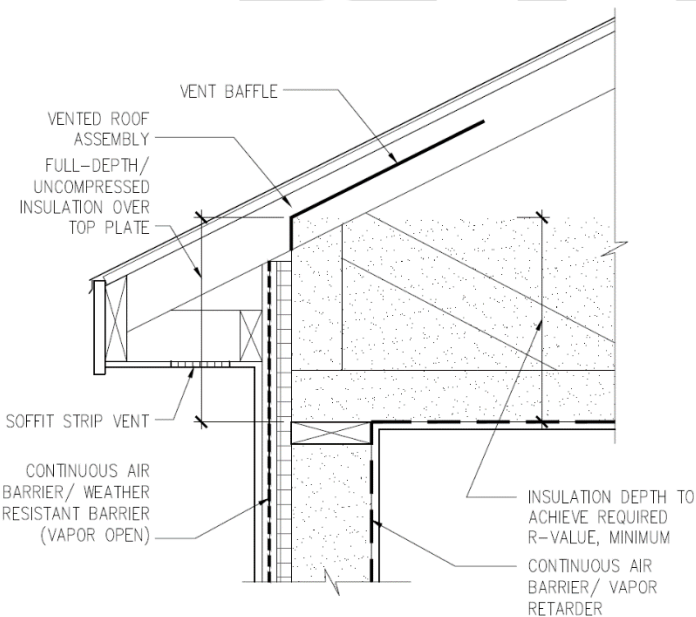 VENT BAFFLE
VENTED ROOF
ASSEMBLY
FULL-DEPTH/
UNCOMPRESSED
INSULATION OVER
TOP PLATE
SOFFIT STRIP VENT
CONTINUOUS AIR
BARRIER/ WEATHER
RESISTANT BARRIER
(VAPOR OPEN)
INSULATION DEPTH TO
ACHIEVE REQUIRED
R-VALUE, MINIMUM
CONTINUOUS AIR
BARRIER/ VAPOR
RETARDER